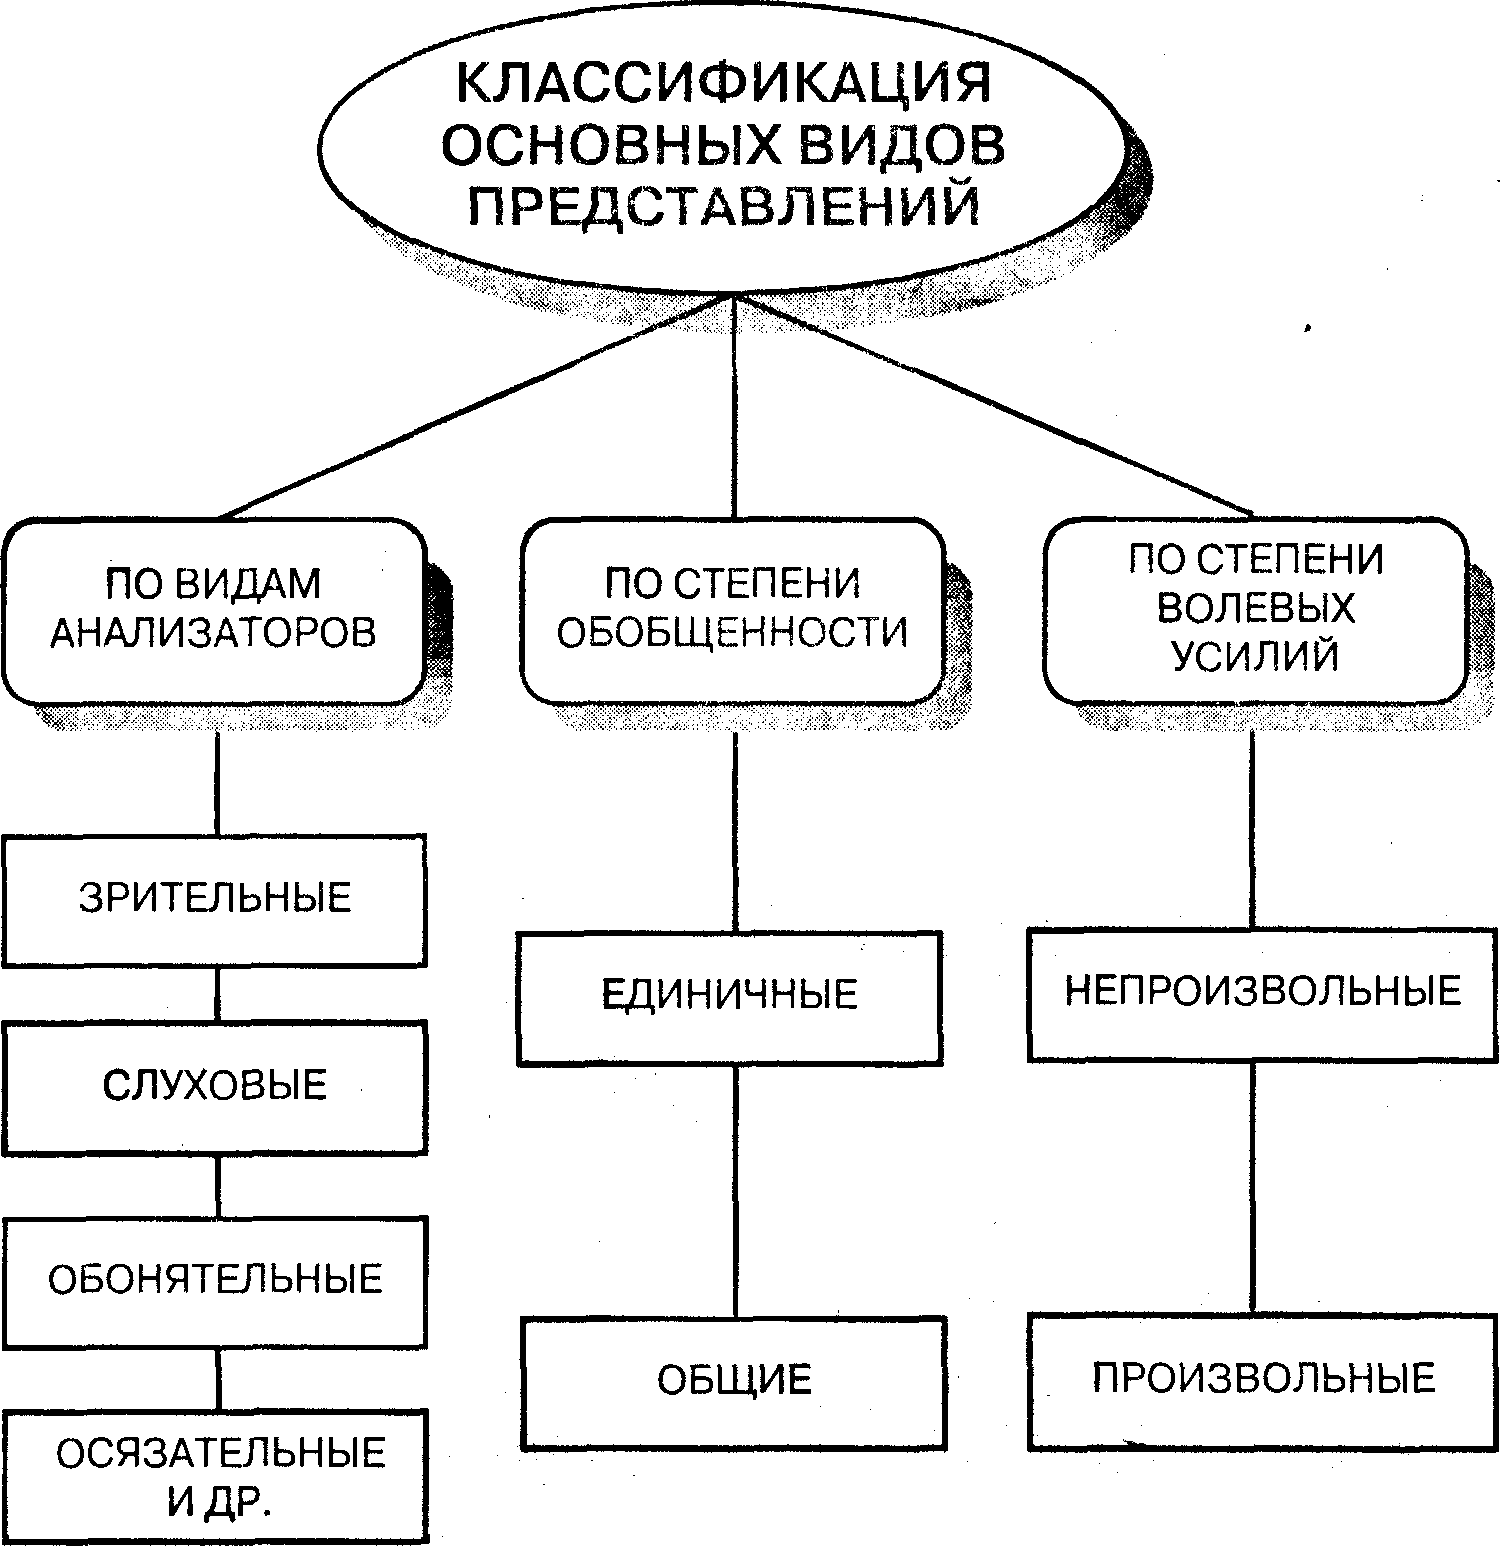 КЛАССИФИКАЦИЯ
ОСНОВНЫХ ВИДОВ
ПРЕДСТАВЛЕНИЙ
ПО ВИДАМ
АНАЛИЗАТОРОВ
ПО СТЕПЕНИ
ОБОБЩЕННОСТИ
ПО СТЕПЕНИ
ВОЛЕВЫХ
УСИЛИЙ
ЗРИТЕЛЬНЫЕ
СЛУХОВЫЕ
ОБОНЯТЕЛЬНЫЕ
ОСЯЗАТЕЛЬНЫЕ
И ДР.
ЕДИНИЧНЫЕ
ОБЩИЕ
НЕПРОИЗВОЛЬНЫЕ
ПРОИЗВОЛЬНЫЕ